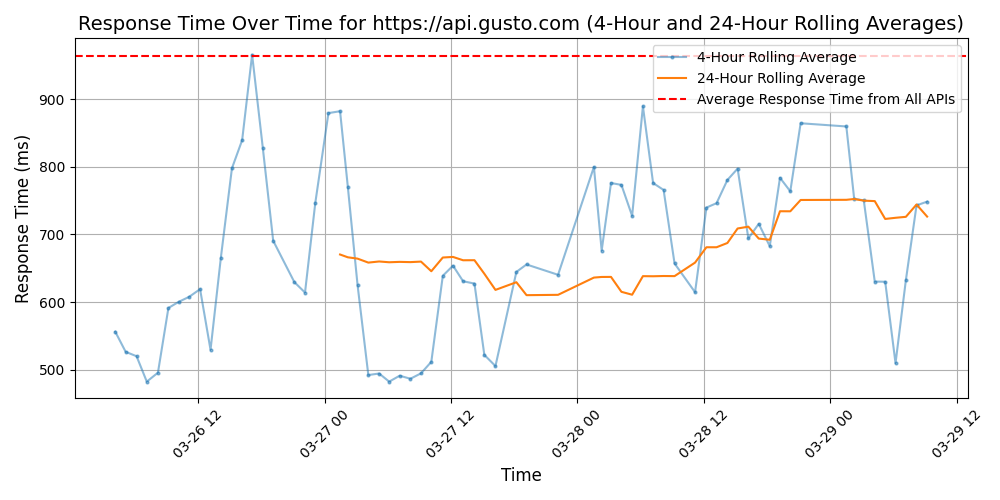 Response Time Over Time for https://api.gusto.com (4-Hour and 24-Hour Rolling Averages)
4-Hour Rolling Average
24-Hour Rolling Average
Average Response Time from All APIs
Response Time (ms)
900
800
700
600
500
03-26 12
03-27 00
03-27 12
03-28 00
03-28 12
03-29 00
03-29 12
Time